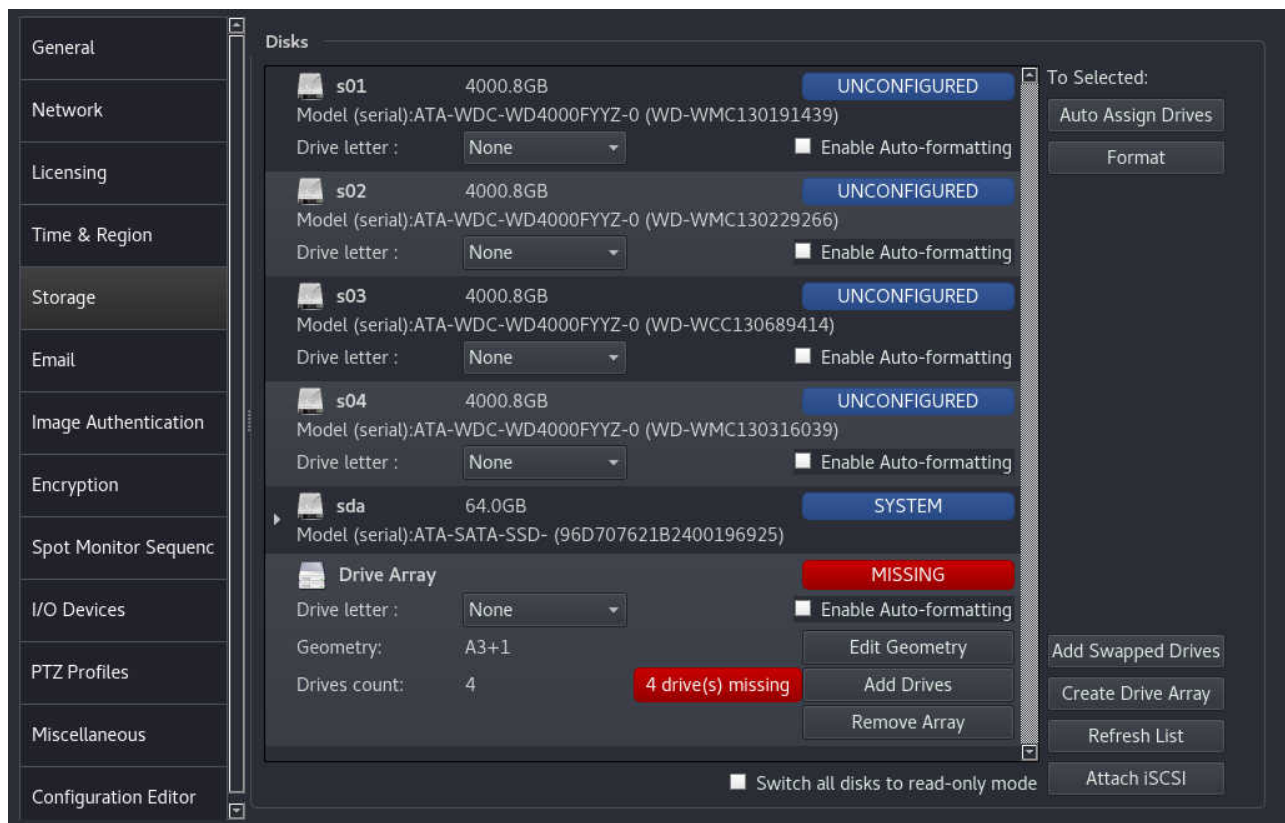 General
Network
Licensing
Time & Region
Storage
Email
Image Authentication
Encryption
Spot Monitor Sequenc
I/O Devices
PTZ Profiles
Miscellaneous
Configuration Editor
Disks
s01 4000.8GB UNCONFIGURED
Model (serial):ATA-WDC-WD4000FYYZ-0 (WD-WMC130191439)
Drive letter : None Enable Auto-formatting
s02 4000.8GB UNCONFIGURED
Model (serial):ATA-WDC-WD4000FYYZ-0 (WD-WMC130229266)
Drive letter : None Enable Auto-formatting
s03 4000.8GB UNCONFIGURED
Model (serial):ATA-WDC-WD4000FYYZ-0 (WD-WCC130689414)
Drive letter : None Enable Auto-formatting
s04 4000.8GB UNCONFIGURED
Model (serial):ATA-WDC-WD4000FYYZ-0 (WD-WMC130316039)
Drive letter : None Enable Auto-formatting
sda 64.0GB SYSTEM
Model (serial):ATA-SATA-SSD- (96D707621B2400196925)
Drive Array MISSING
Drive letter : None Enable Auto-formatting
Geometry: A3+1 Edit Geometry
Drives count: 4 4 drive(s) missing Add Drives
Remove Array
Switch all disks to read-only mode
To Selected:
Auto Assign Drives
Format
Add Swapped Drives
Create Drive Array
Refresh List
Attach iSCSI